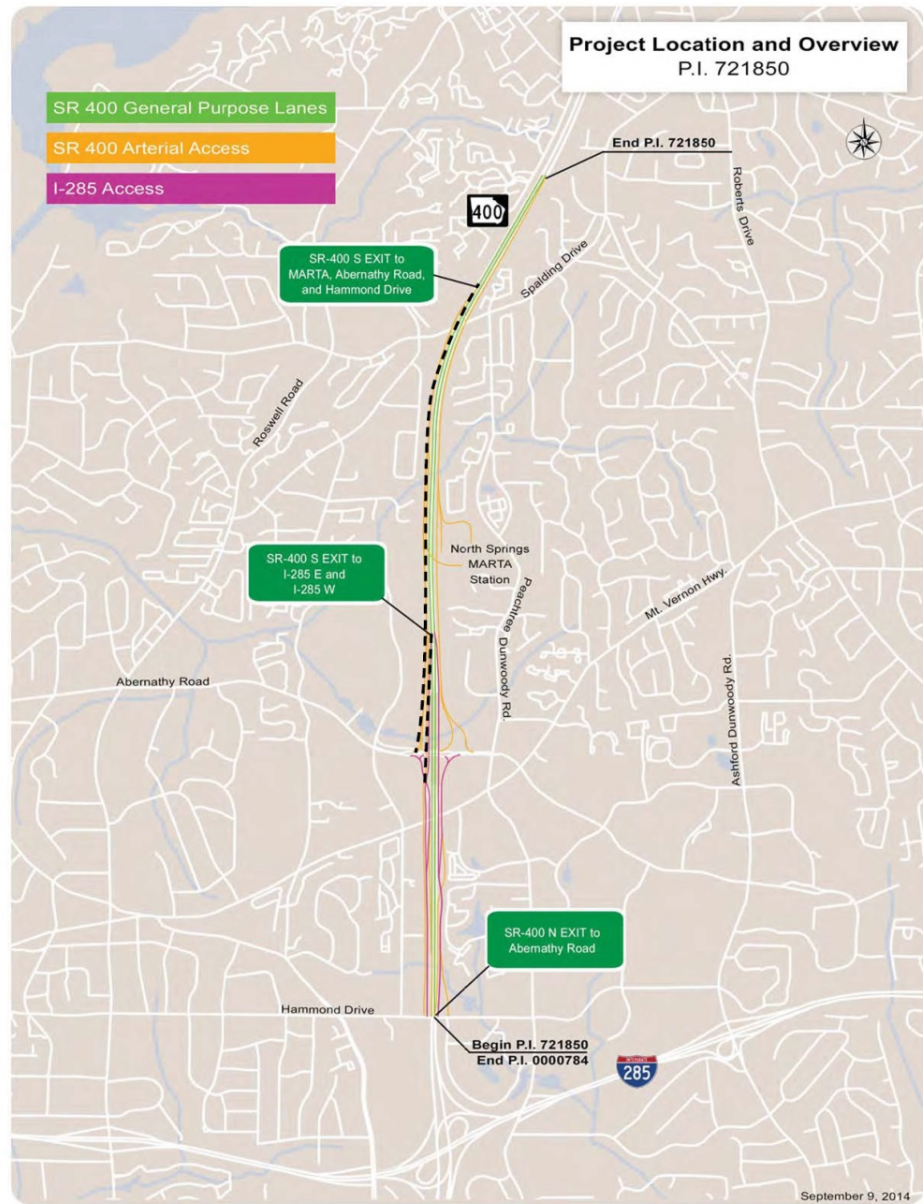 Project Location and Overview
P.I. 721850
SR 400 General Purpose Lanes
SR 400 Arterial Access
I-285 Access
End P.I. 721850
Roberts Drive
400
SR-400 S EXIT to
MARTA, Abernathy Road,
and Hammond Drive
Spalding Drive
Roswell Road
North Springs
MARTA
Station
SR-400 S EXIT to
I-285 E and
I-285 W
Peachtree Dunwoody Rd.
Mt. Vernon Hwy.
Abernathy Road
Ashford Dunwoody Rd.
SR-400 N EXIT to
Abernathy Road
Hammond Drive
Begin P.I. 721850
End P.I. 0000784
INTERSTATE
285
September 9, 2014